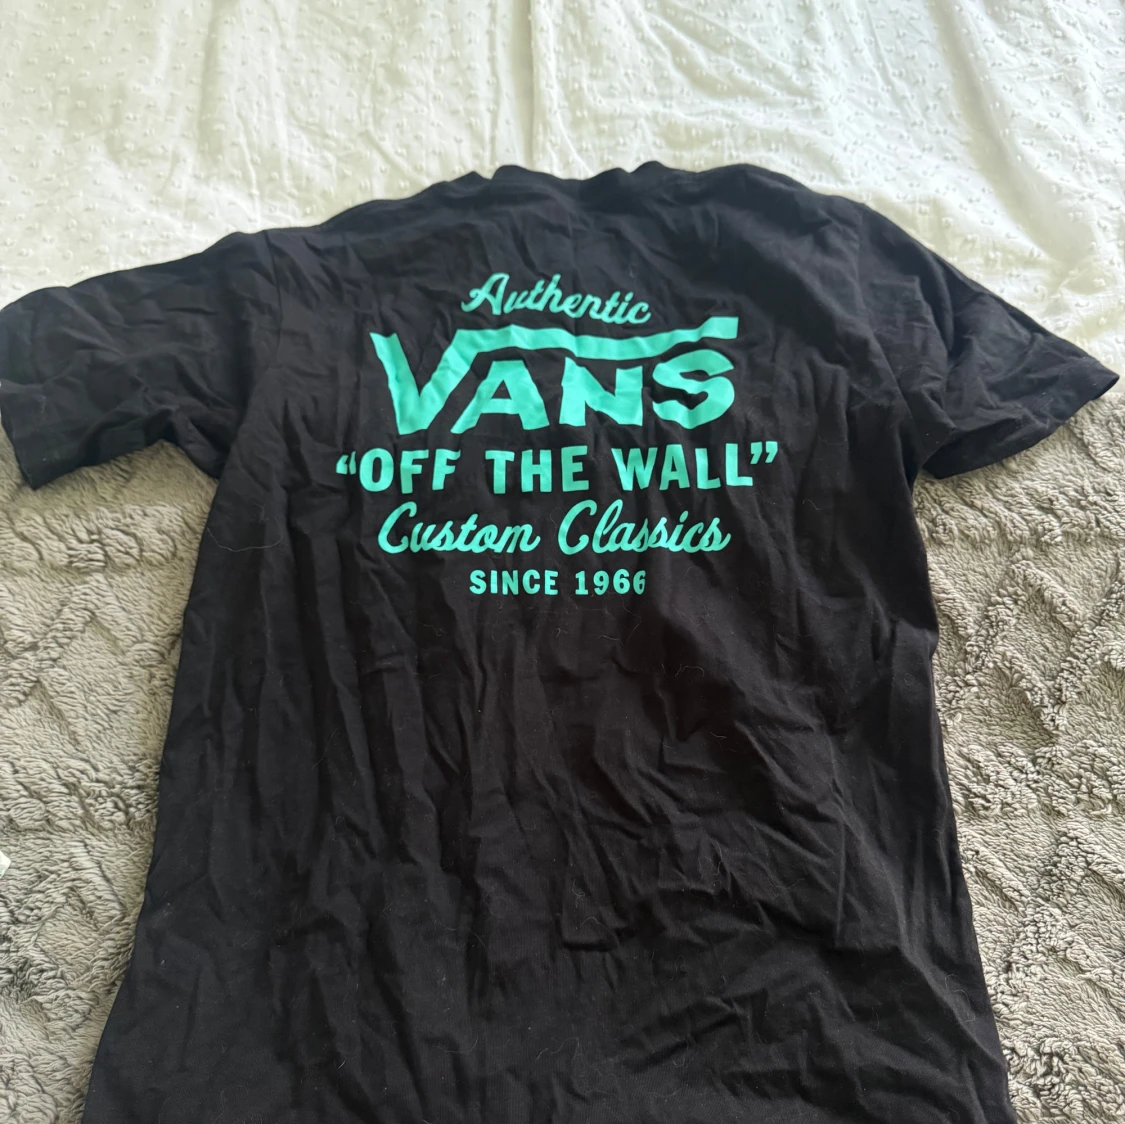 Authentic
VANS
“OFF THE WALL”
Custom Classics
SINCE 1966